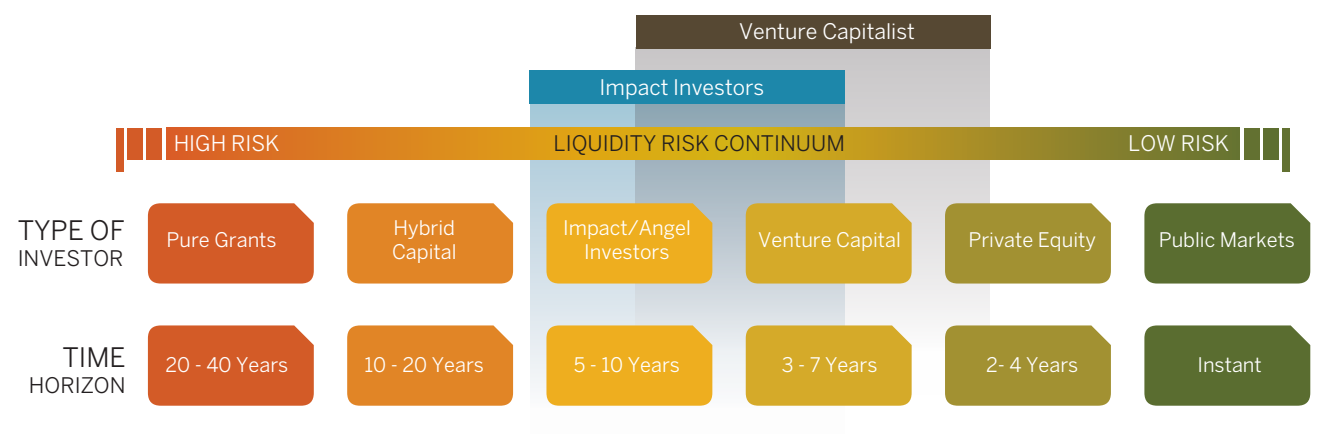 Venture Capitalist
Impact Investors
HIGH RISK
LIQUIDITY RISK CONTINUUM
LOW RISK
TYPE OF
INVESTOR
Pure Grants
Hybrid
Capital
Impact/Angel
Investors
Venture Capital
Private Equity
Public Markets
TIME
HORIZON
20 - 40 Years
10 - 20 Years
5 - 10 Years
3 - 7 Years
2- 4 Years
Instant